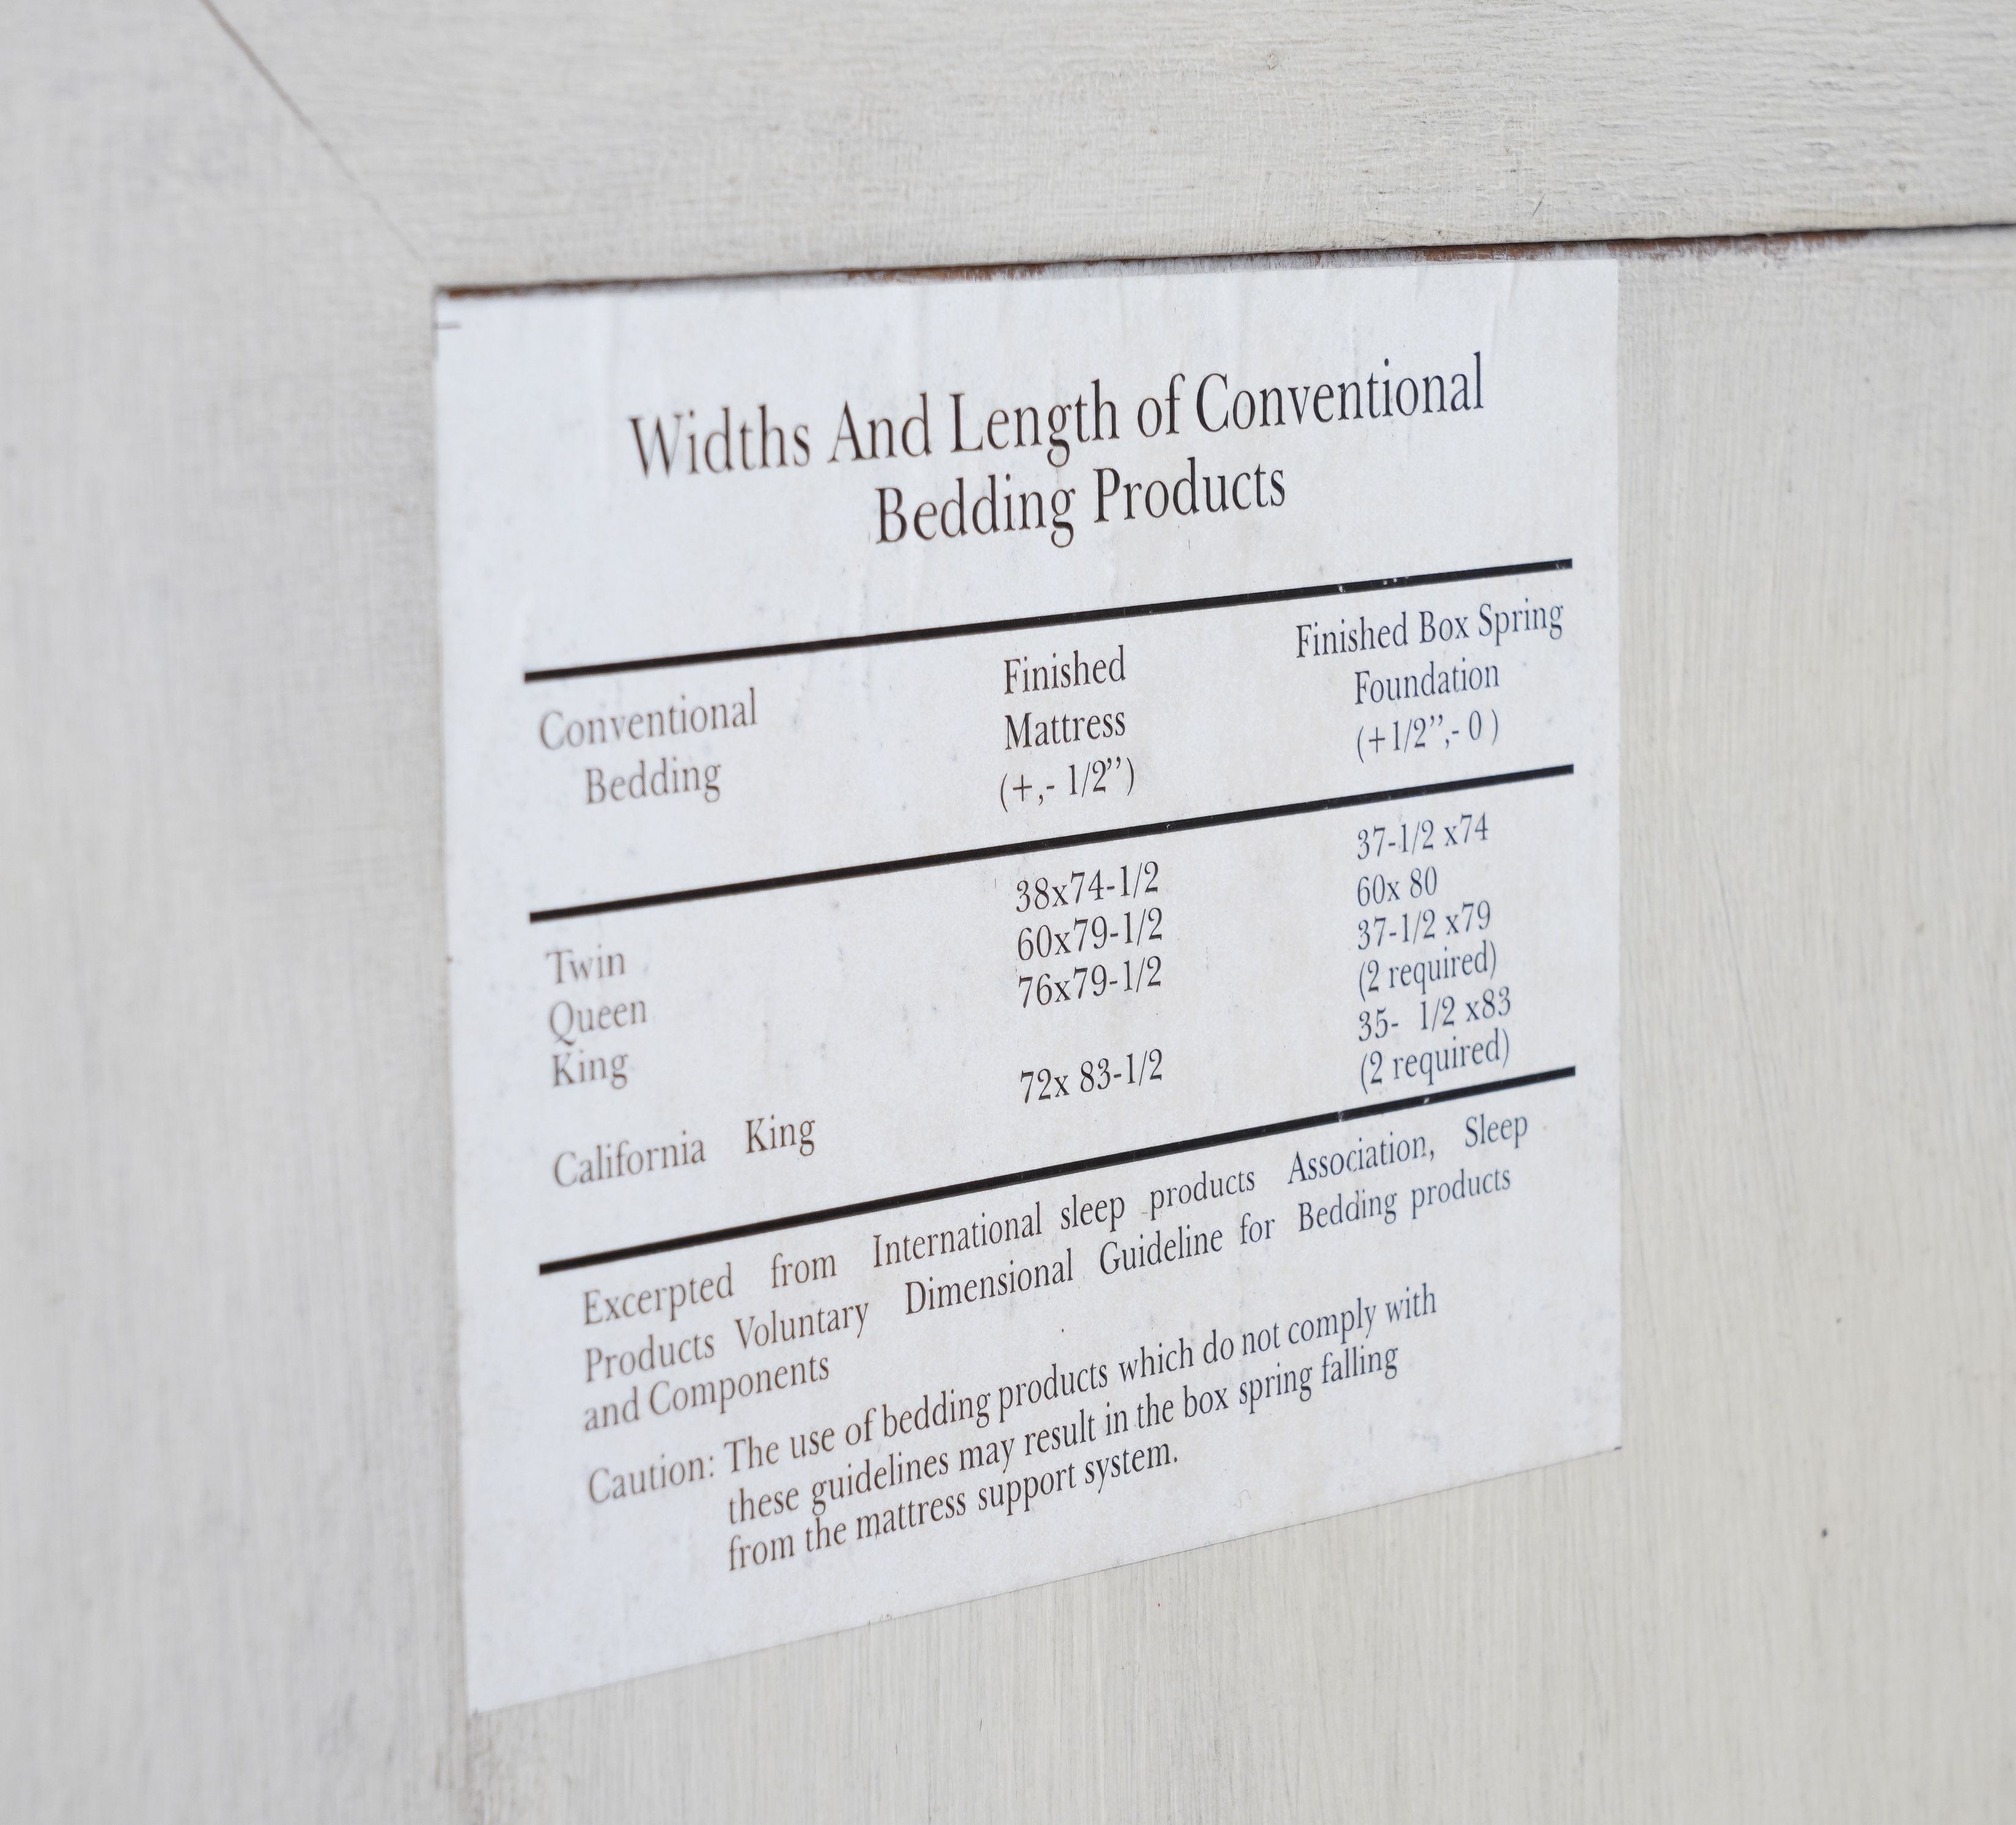 Widths And Length of Conventional
Bedding Products
Conventional
Bedding
Finished
Mattress
(+,- 1/2”)
Finished Box Spring
Foundation
(+1/2”,- 0 )
Twin 38x74-1/2 37-1/2 x74
Queen 60x79-1/2 60x 80
King 76x79-1/2 37-1/2 x79
(2 required)
California King 72x 83-1/2 35- 1/2 x83
(2 required)
Excerpted from International sleep products Association, Sleep
Products Voluntary Dimensional Guideline for Bedding products
and Components
Caution: The use of bedding products which do not comply with
these guidelines may result in the box spring falling
from the mattress support system.